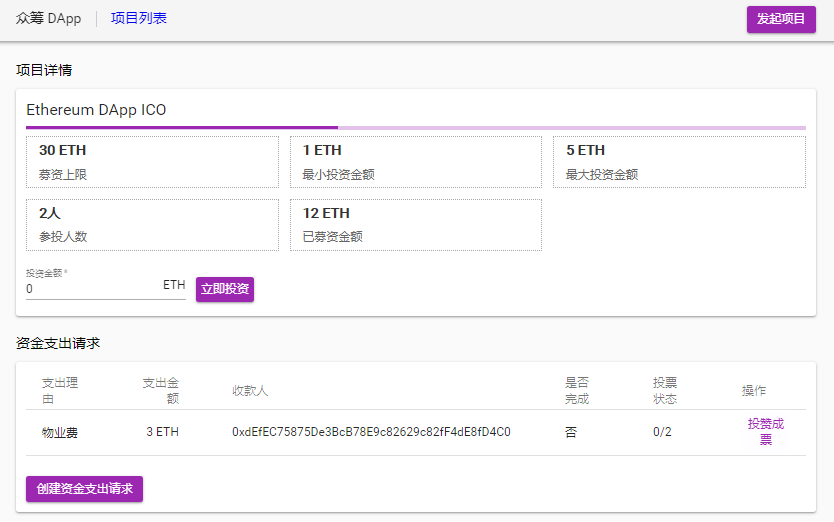 众筹 DApp 项目列表 发起项目
项目详情
Ethereum DApp ICO
30 ETH 1 ETH 5 ETH
募资上限 最小投资金额 最大投资金额
2人 12 ETH
参投人数 已募资金额
投资金额 *
0 ETH 立即投资
资金支出请求
支出理由 支出金额 收款人 是否完成 投票状态 操作
物业费 3 ETH 0xdEfEC75875De3BcB78E9c82629c82fF4dE8fD4C0 否 0/2 投赞成票
创建资金支出请求